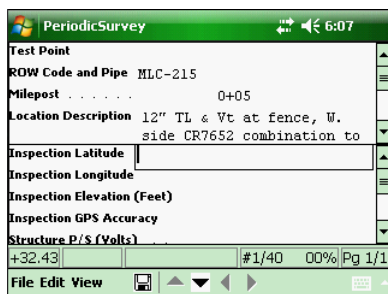 PeriodicSurvey 6:07
Test Point
ROW Code and Pipe MLC-215
Milepost . . . . . . 0+05
Location Description 12" TL & Vt at fence, W.
side CR7652 combination to
Inspection Latitude
Inspection Longitude
Inspection Elevation (Feet)
Inspection GPS Accuracy
Structure P/S (Volts)
+32.43 #1/40 00% Pg 1/1
File Edit View